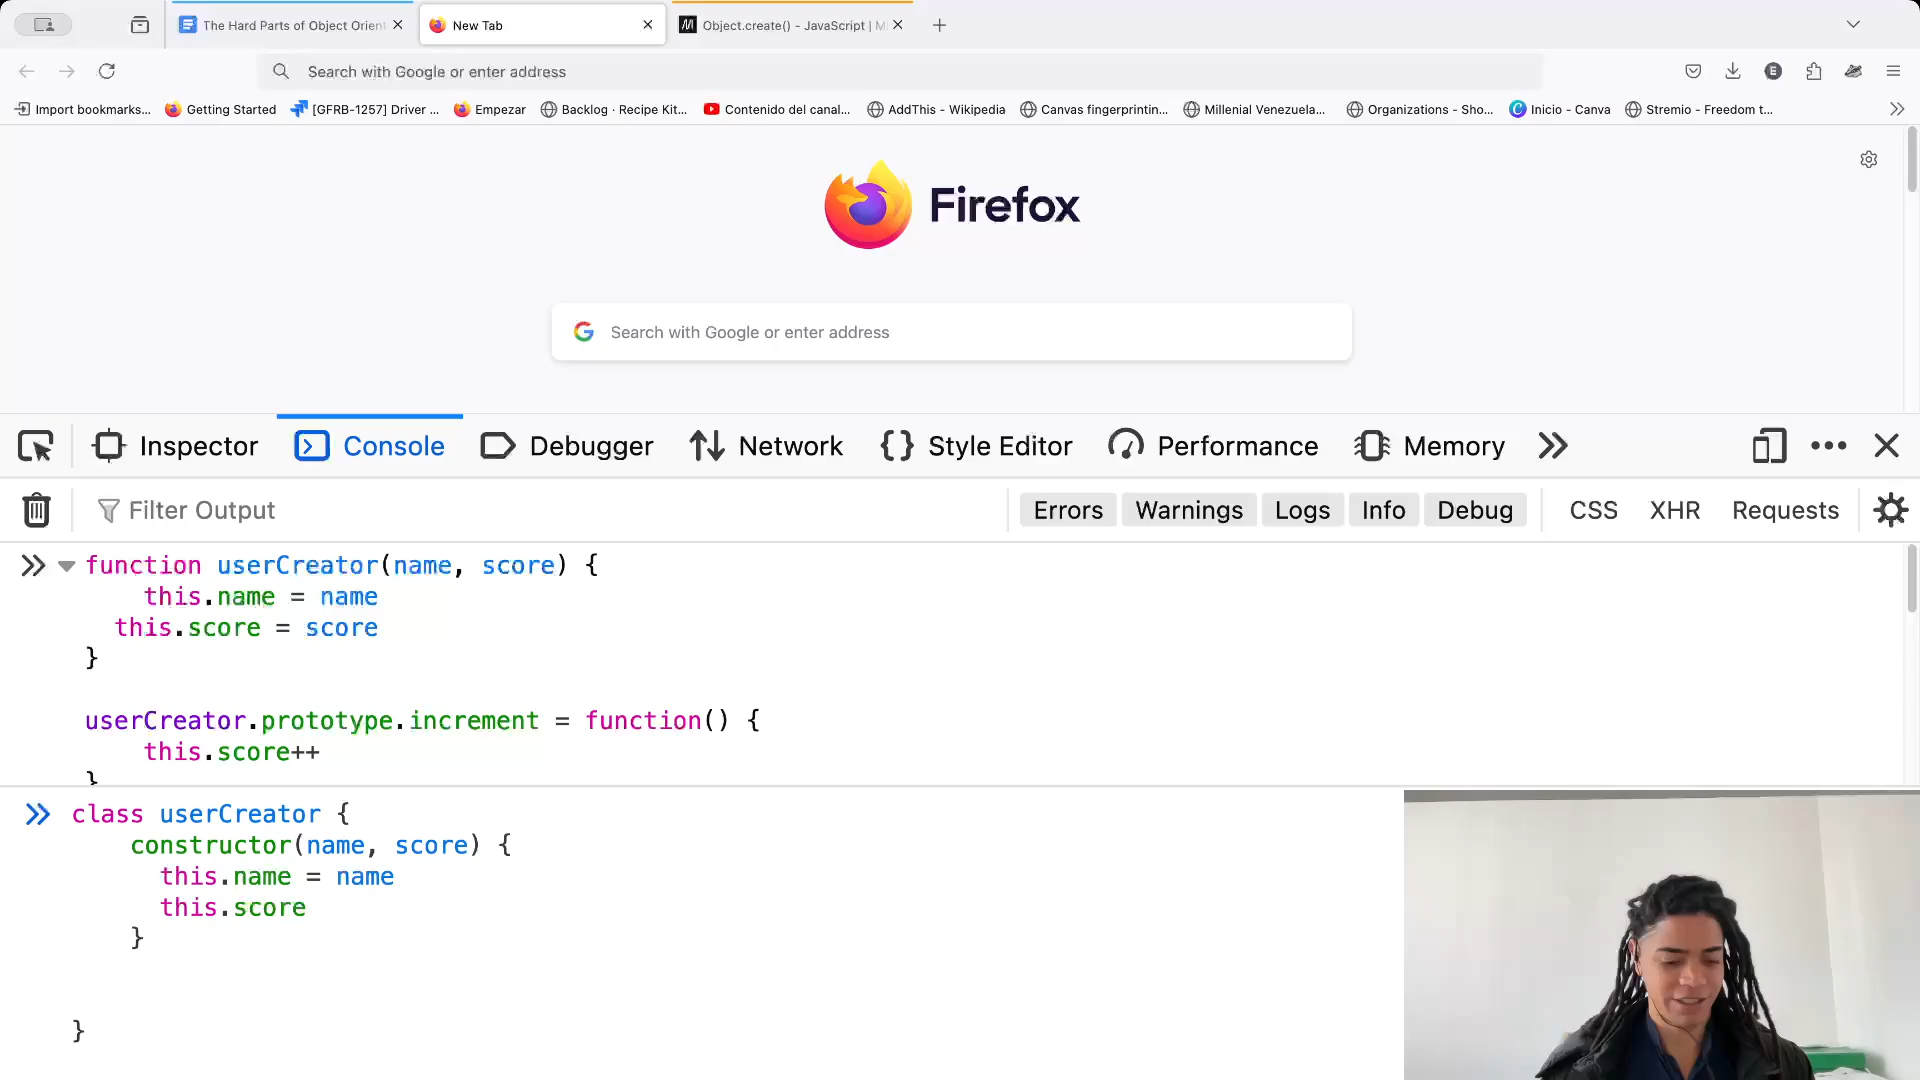 The Hard Parts of Object Orien
New Tab
Object.create() - JavaScript | M
Search with Google or enter address
Import bookmarks...
Getting Started
[GFRB-1257] Driver ...
Empezar
Backlog · Recipe Kit...
Contenido del canal...
AddThis - Wikipedia
Canvas fingerprintin...
Millenial Venezuela...
Organizations - Sho...
Inicio - Canva
Stremio - Freedom t...
Firefox
Search with Google or enter address
Inspector
Console
Debugger
Network
Style Editor
Performance
Memory
Filter Output
Errors
Warnings
Logs
Info
Debug
CSS
XHR
Requests
function userCreator(name, score) {
this.name = name
this.score = score
}
userCreator.prototype.increment = function() {
this.score++
}
class userCreator {
constructor(name, score) {
this.name = name
this.score
}
}